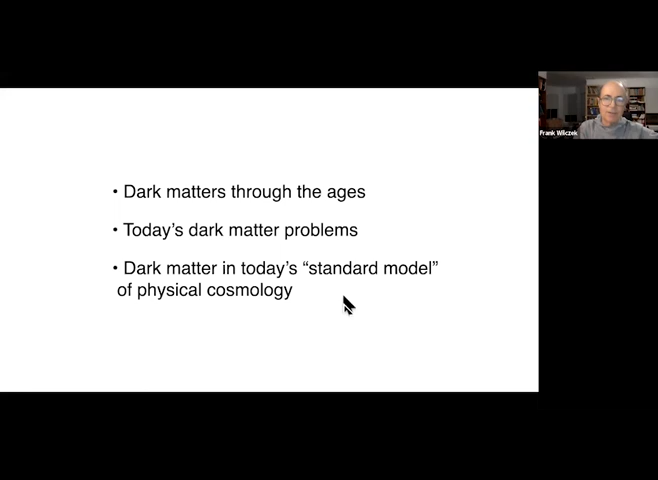 • Dark matters through the ages
• Today’s dark matter problems
• Dark matter in today’s “standard model”
of physical cosmology
Frank Wilczek